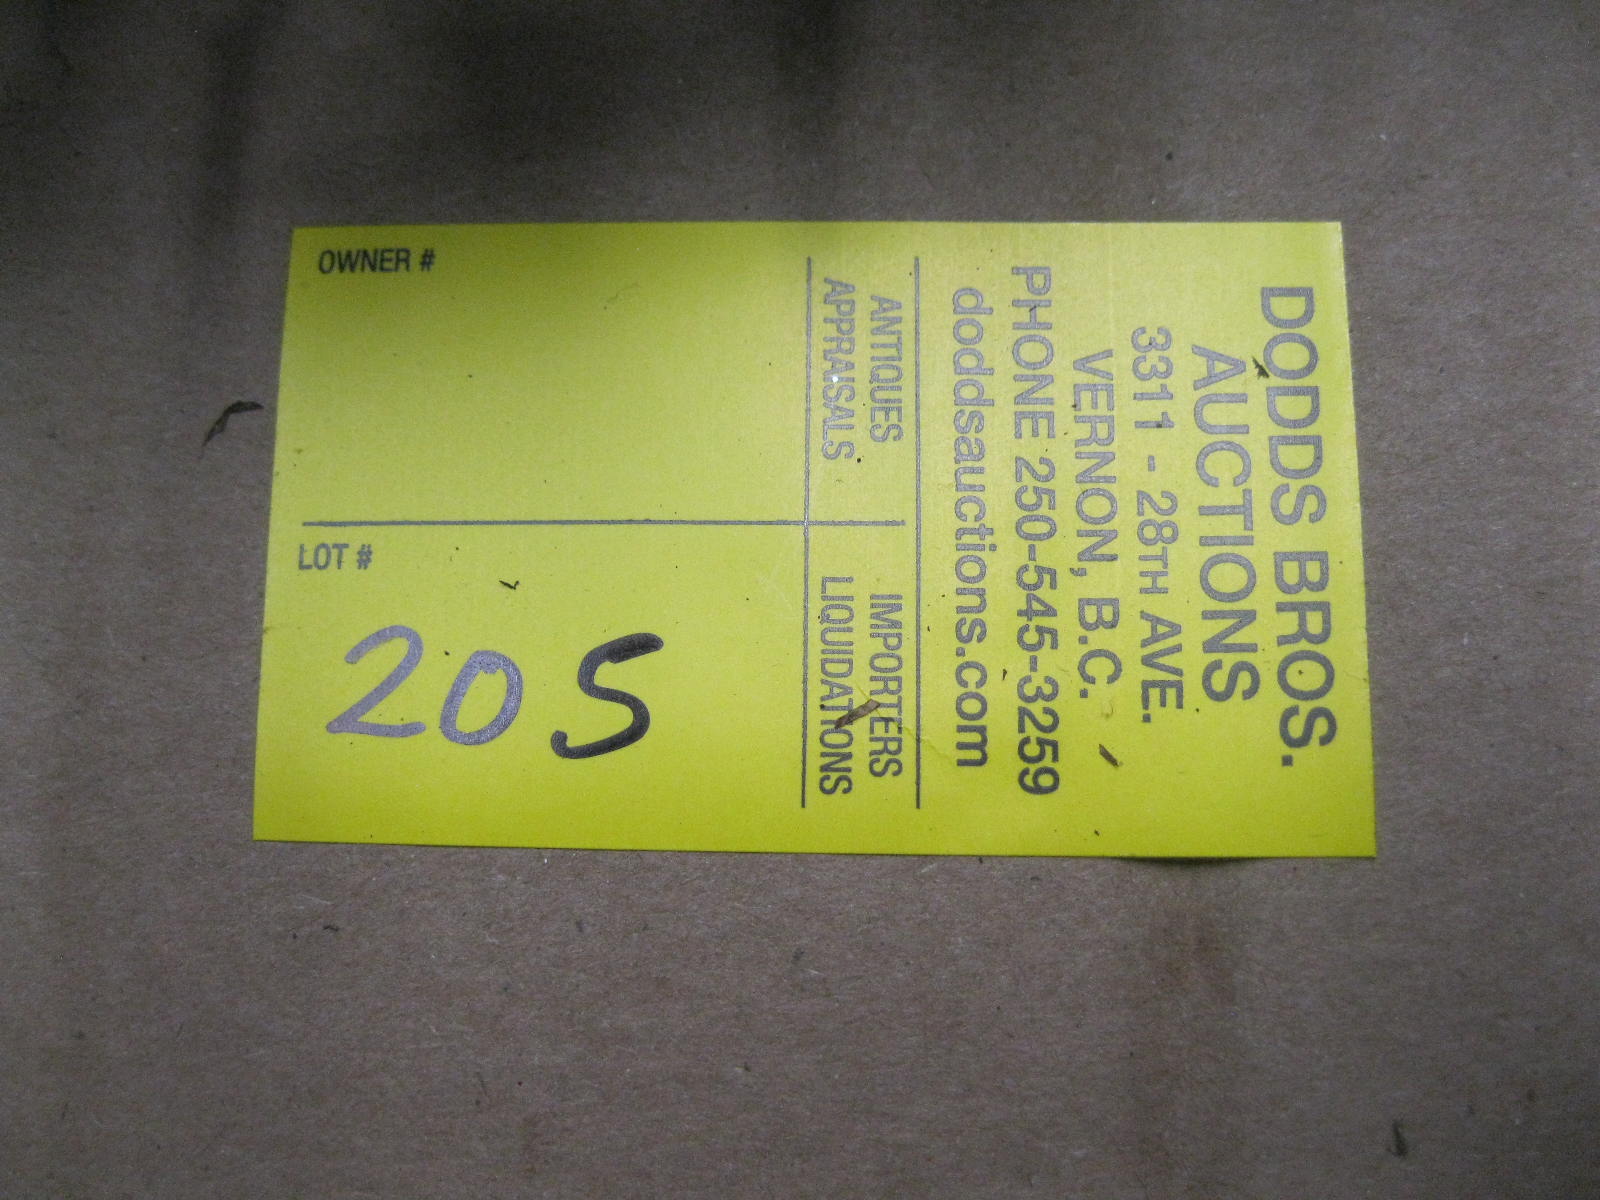 DODDS BROS.
AUCTIONS
3311 - 28TH AVE.
VERNON, B.C.
PHONE 250-545-3259
doddsauctions.com
ANTIQUES
APPRAISALS
IMPORTERS
LIQUIDATIONS
OWNER #
LOT #
205